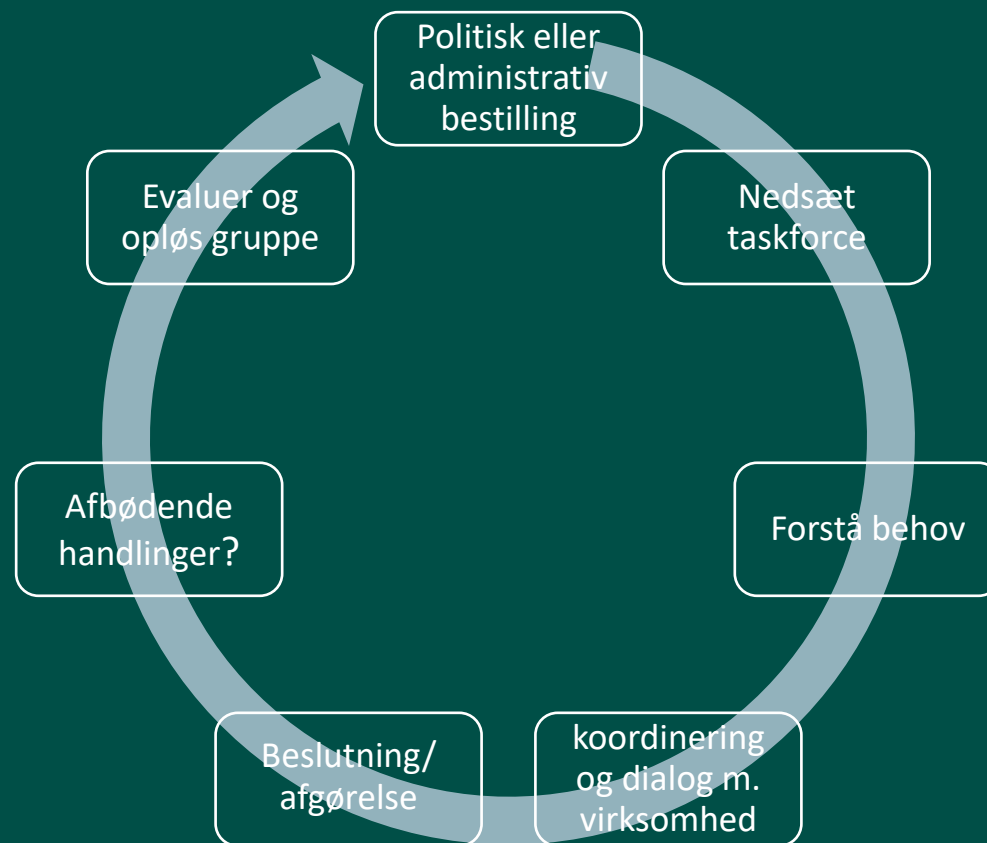 Politisk eller
administrativ
bestilling
Nedsæt
taskforce
Forstå behov
koordinering
og dialog m.
virksomhed
Beslutning/
afgørelse
Afbødende
handlinger?
Evaluer og
opløs gruppe